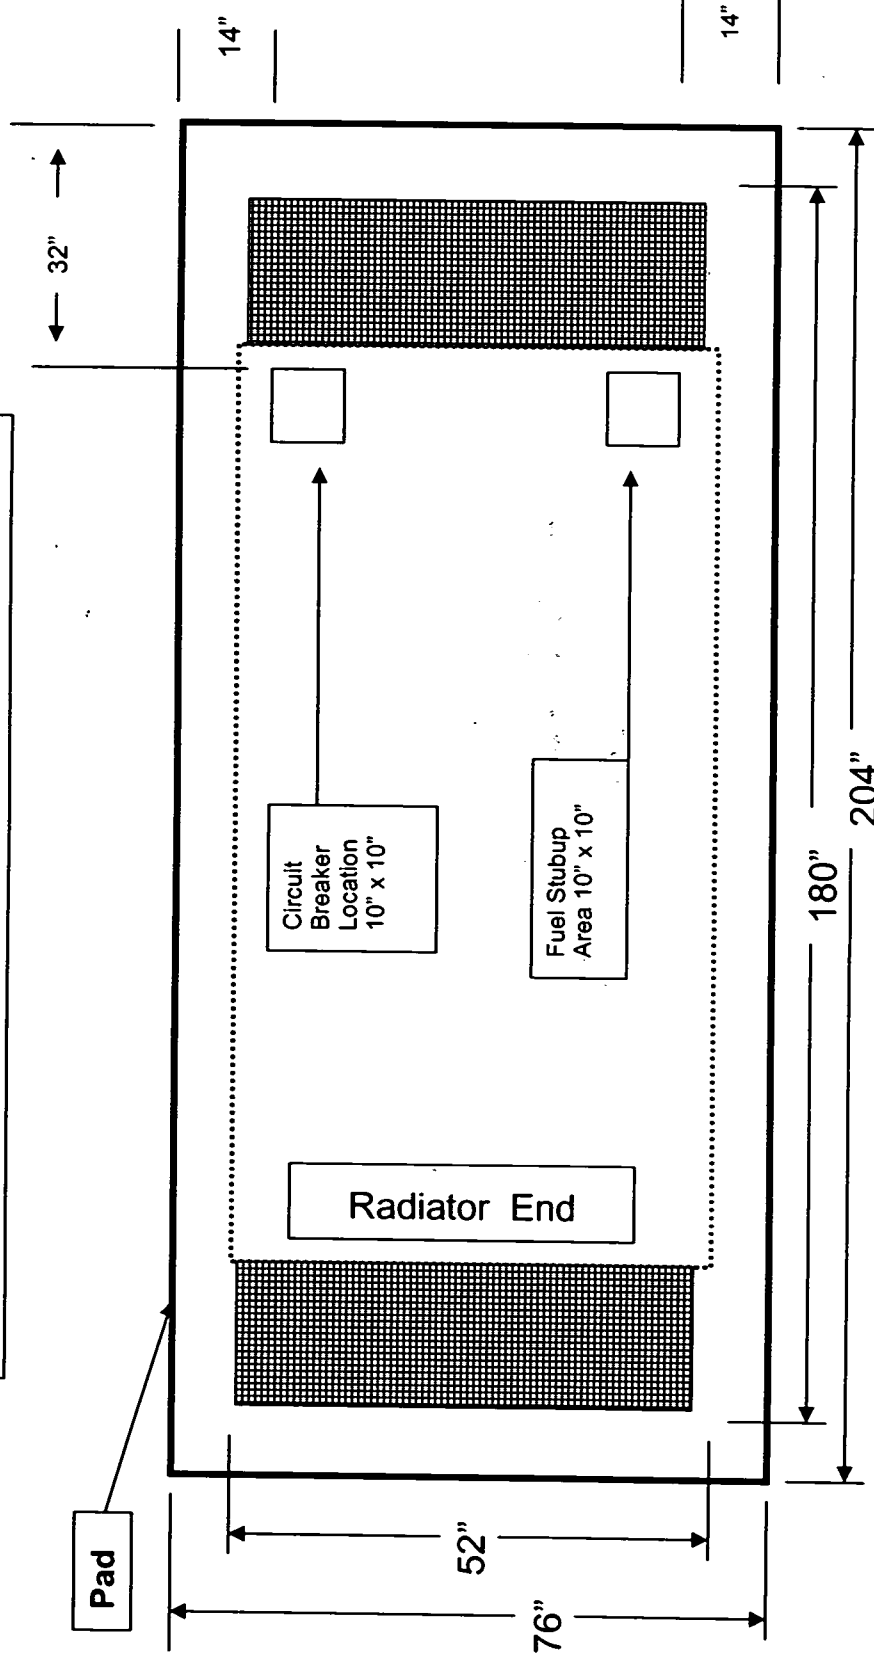 14”
14”
32”
Circuit
Breaker
Location
10” x 10”
Fuel Stubup
Area 10” x 10”
Radiator End
180”
204”
Pad
52”
76”